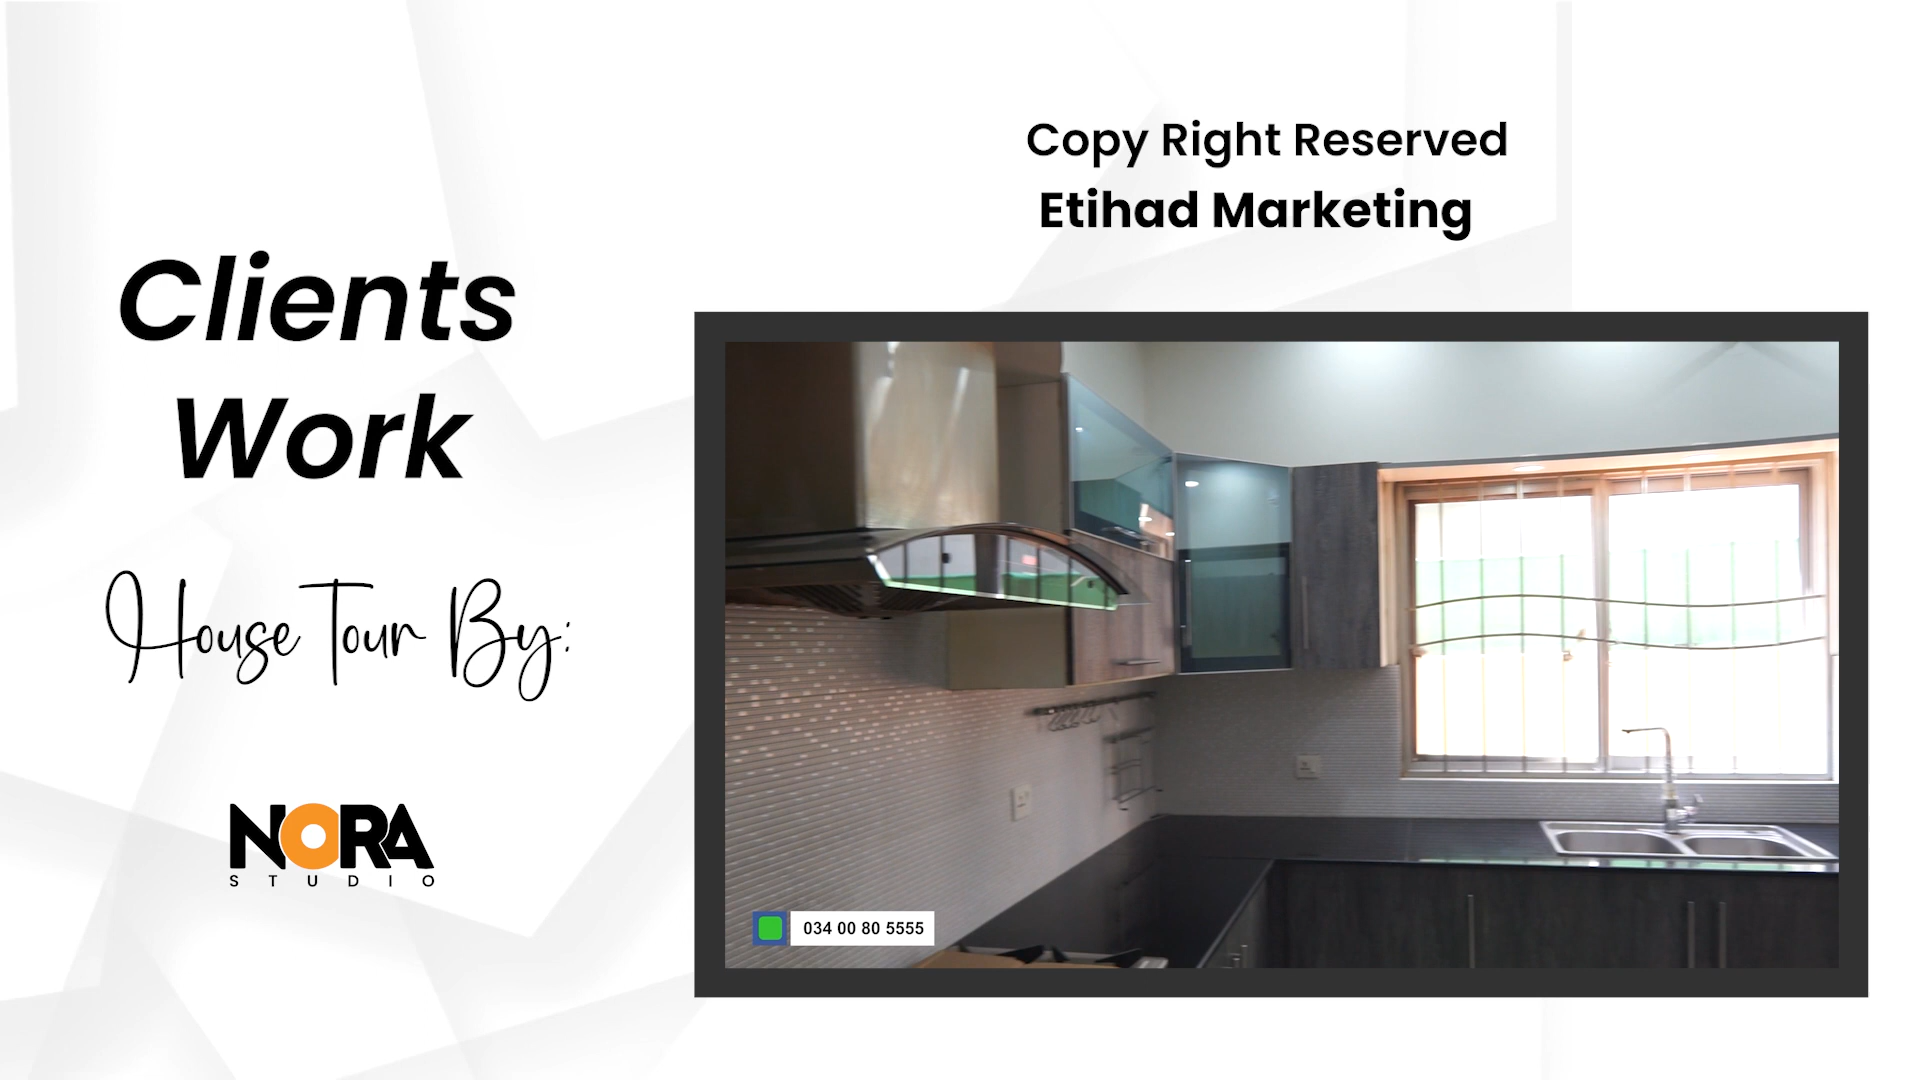 Clients
Work
House Tour By:
NORA
STUDIO
Copy Right Reserved
Etihad Marketing
034 00 80 5555